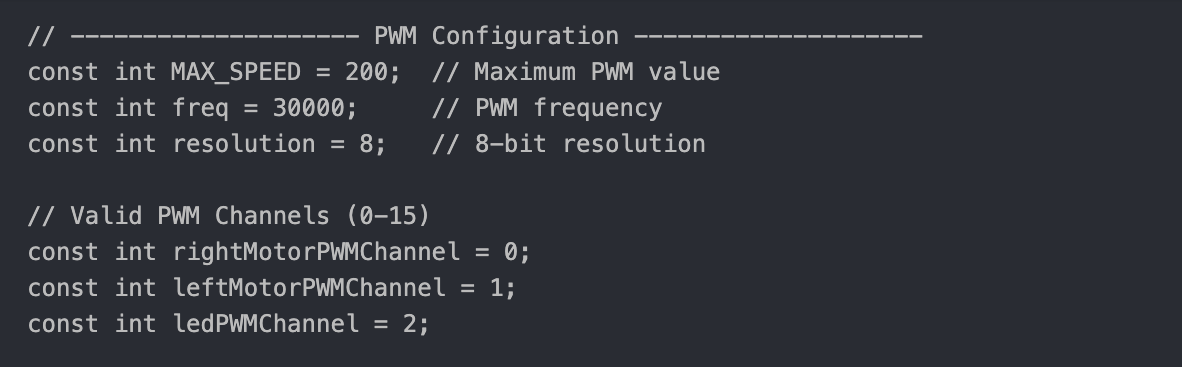 // -------------------- PWM Configuration --------------------
const int MAX_SPEED = 200;  // Maximum PWM value
const int freq = 30000;     // PWM frequency
const int resolution = 8;   // 8-bit resolution

// Valid PWM Channels (0-15)
const int rightMotorPWMChannel = 0;
const int leftMotorPWMChannel = 1;
const int ledPWMChannel = 2;